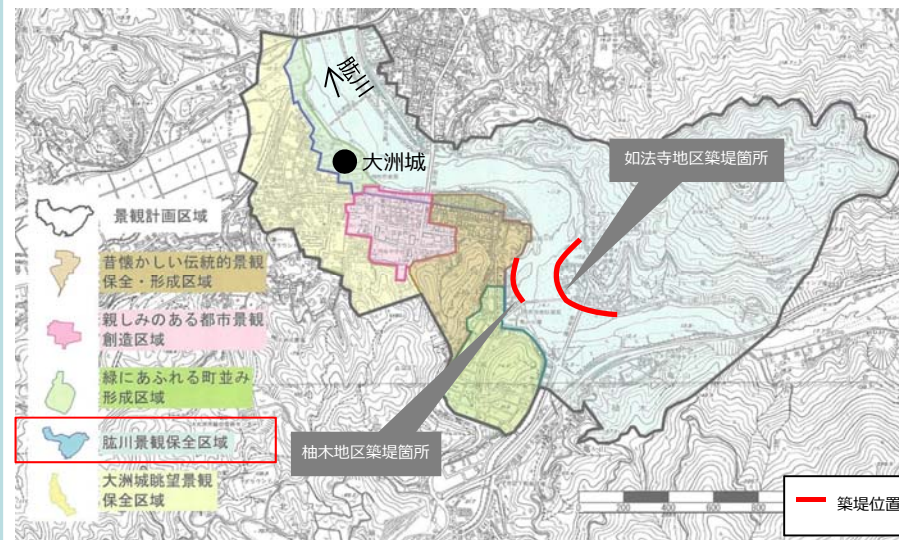 肱川
大洲城
如法寺地区築堤箇所
景観計画区域
昔懐かしい伝統的景観
保全・形成区域
親しみのある都市景観
創造区域
緑にあふれる町並み
形成区域
肱川景観保全区域
大洲城眺望景観
保全区域
柚木地区築堤箇所
200 400 600 800
築堤位置